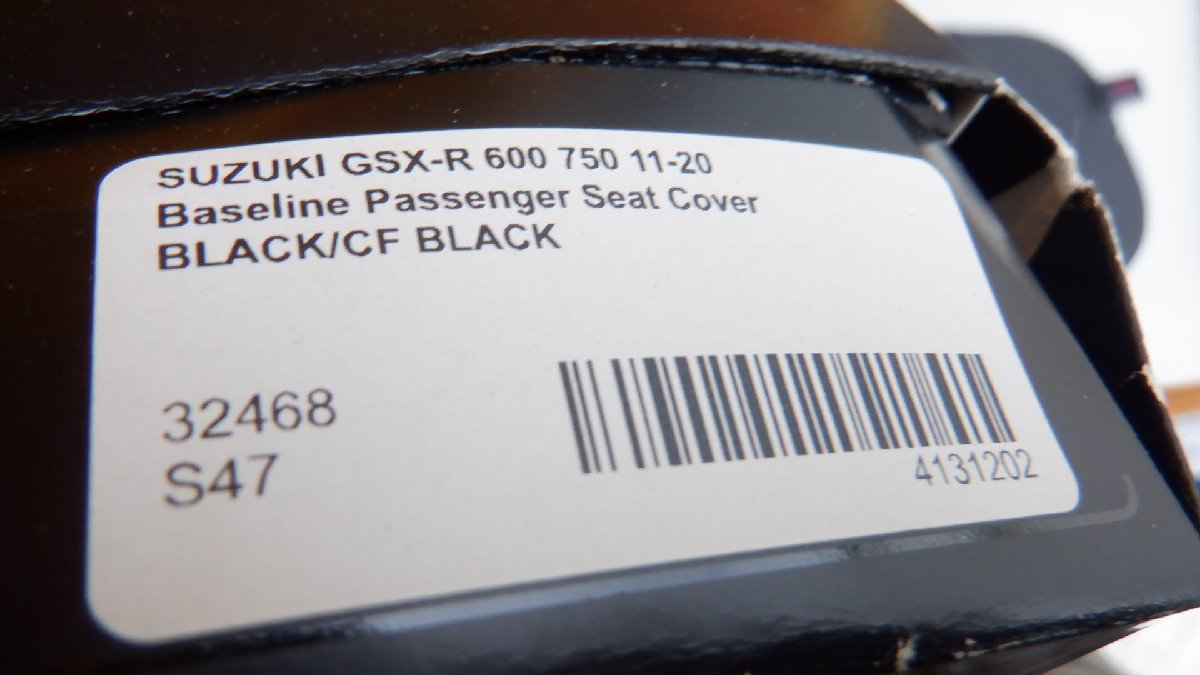 SUZUKI GSX-R 600 750 11-20
Baseline Passenger Seat Cover
BLACK/CF BLACK
32468
S47
4131202